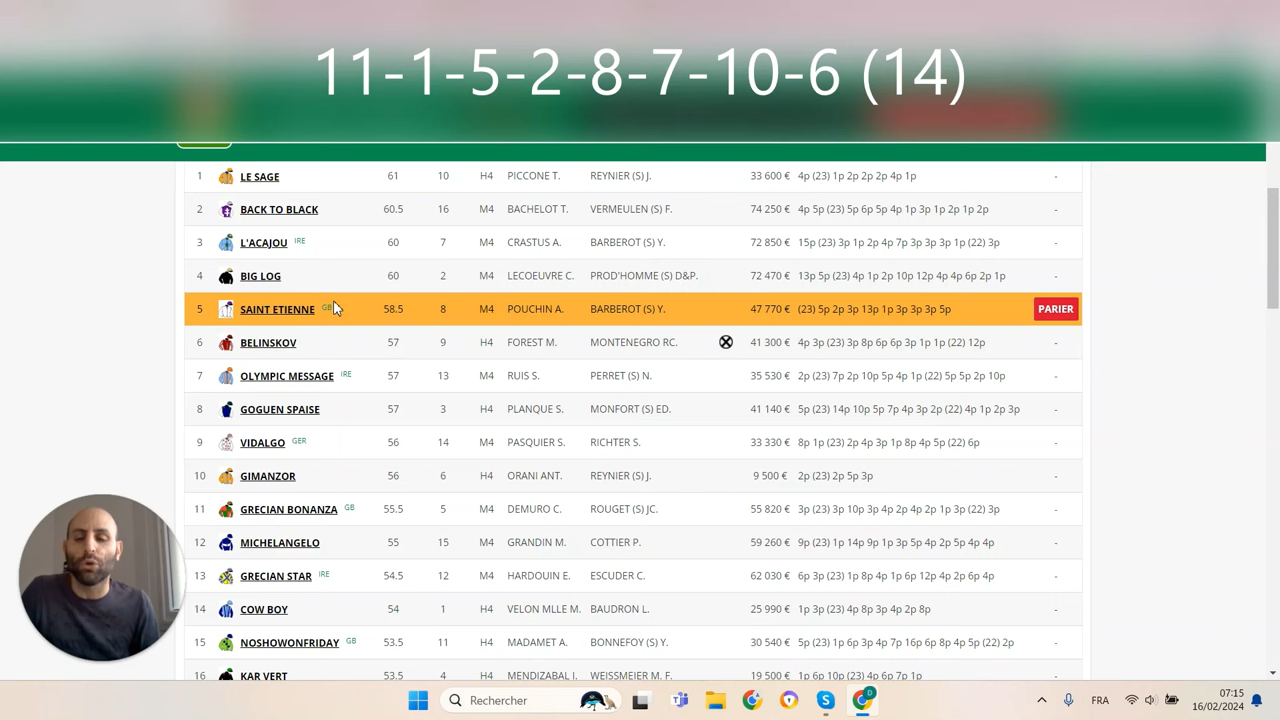 11-1-5-2-8-7-10-6 (14)
1 LE SAGE 61 10 H4 PICCONE T. REYNIER (S) J. 33 600 € 4p (23) 1p 2p 2p 2p 4p 1p -
2 BACK TO BLACK 60.5 16 M4 BACHELOT T. VERMEULEN (S) F. 74 250 € 4p 5p (23) 5p 6p 5p 4p 1p 3p 1p 2p 1p 2p -
3 L'ACAJOU IRE 60 7 M4 CRASTUS A. BARBEROT (S) Y. 72 850 € 15p (23) 3p 1p 2p 4p 7p 3p 3p 3p 1p (22) 3p -
4 BIG LOG 60 2 M4 LECOEUVRE C. PROD'HOMME (S) D&P. 72 470 € 13p 5p (23) 4p 1p 2p 10p 12p 4p 4p 6p 2p 1p -
5 SAINT ETIENNE GB 58.5 8 M4 POUCHIN A. BARBEROT (S) Y. 47 770 € (23) 5p 2p 3p 13p 1p 3p 3p 3p 5p PARIER
6 BELINSKOV 57 9 H4 FOREST M. MONTENEGRO RC. 41 300 € 4p 3p (23) 3p 8p 6p 6p 3p 1p 1p (22) 12p -
7 OLYMPIC MESSAGE IRE 57 13 M4 RUIS S. PERRET (S) N. 35 530 € 2p (23) 7p 2p 10p 5p 4p 1p (22) 5p 5p 2p 10p -
8 GOGUEN SPAISE 57 3 H4 PLANQUE S. MONFORT (S) ED. 41 140 € 5p (23) 14p 10p 5p 7p 4p 3p 2p (22) 4p 1p 2p 3p -
9 VIDALGO GER 56 14 M4 PASQUIER S. RICHTER S. 33 330 € 8p 1p (23) 2p 4p 3p 1p 8p 4p 5p (22) 6p -
10 GIMANZOR 56 6 H4 ORANI ANT. REYNIER (S) J. 9 500 € 2p (23) 2p 5p 3p -
11 GRECIAN BONANZA GB 55.5 5 M4 DEMURO C. ROUGET (S) JC. 55 820 € 3p (23) 3p 10p 3p 4p 2p 4p 2p 1p 3p (22) 3p -
12 MICHELANGELO 55 15 M4 GRANDIN M. COTTIER P. 59 260 € 9p (23) 1p 14p 9p 1p 3p 5p 4p 2p 5p 4p 4p -
13 GRECIAN STAR IRE 54.5 12 M4 HARDOUIN E. ESCUDER C. 62 030 € 6p 3p (23) 1p 8p 4p 1p 6p 12p 4p 2p 6p 4p -
14 COW BOY 54 1 H4 VELON MLLE M. BAUDRON L. 25 990 € 1p 3p (23) 4p 8p 3p 4p 2p 8p -
15 NOSHOWONFRIDAY GB 53.5 11 H4 MADAMET A. BONNEFOY (S) Y. 30 540 € 5p (23) 1p 6p 3p 4p 7p 16p 6p 8p 4p 5p (22) 2p -
16 KAR VERT 53.5 4 H4 MENDIZABAL I. WEISSMEIER M. F. 19 500 € 1p 6p 10p (23) 4p 6p 7p 1p -
Rechercher FRA 07:15
16/02/2024